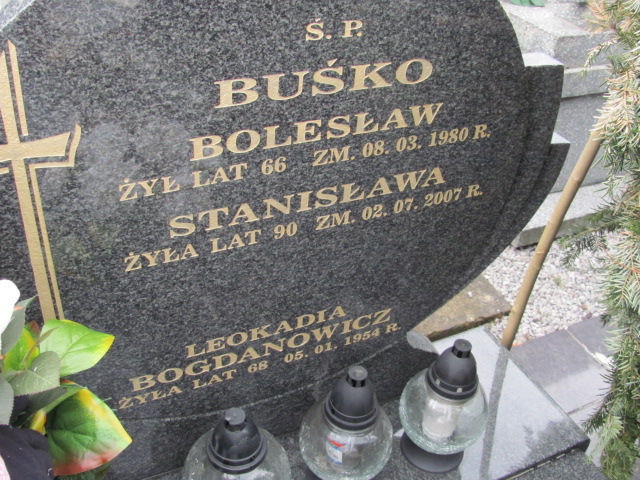 Ś. P.
BUŚKO
BOLESŁAW
ŻYŁ LAT 66 ZM. 08. 03. 1980 R.
STANISŁAWA
ŻYŁA LAT 90 ZM. 02. 07. 2007 R.
LEOKADIA
BOGDANOWICZ
ŻYŁA LAT 68 05. 01. 1954 R.